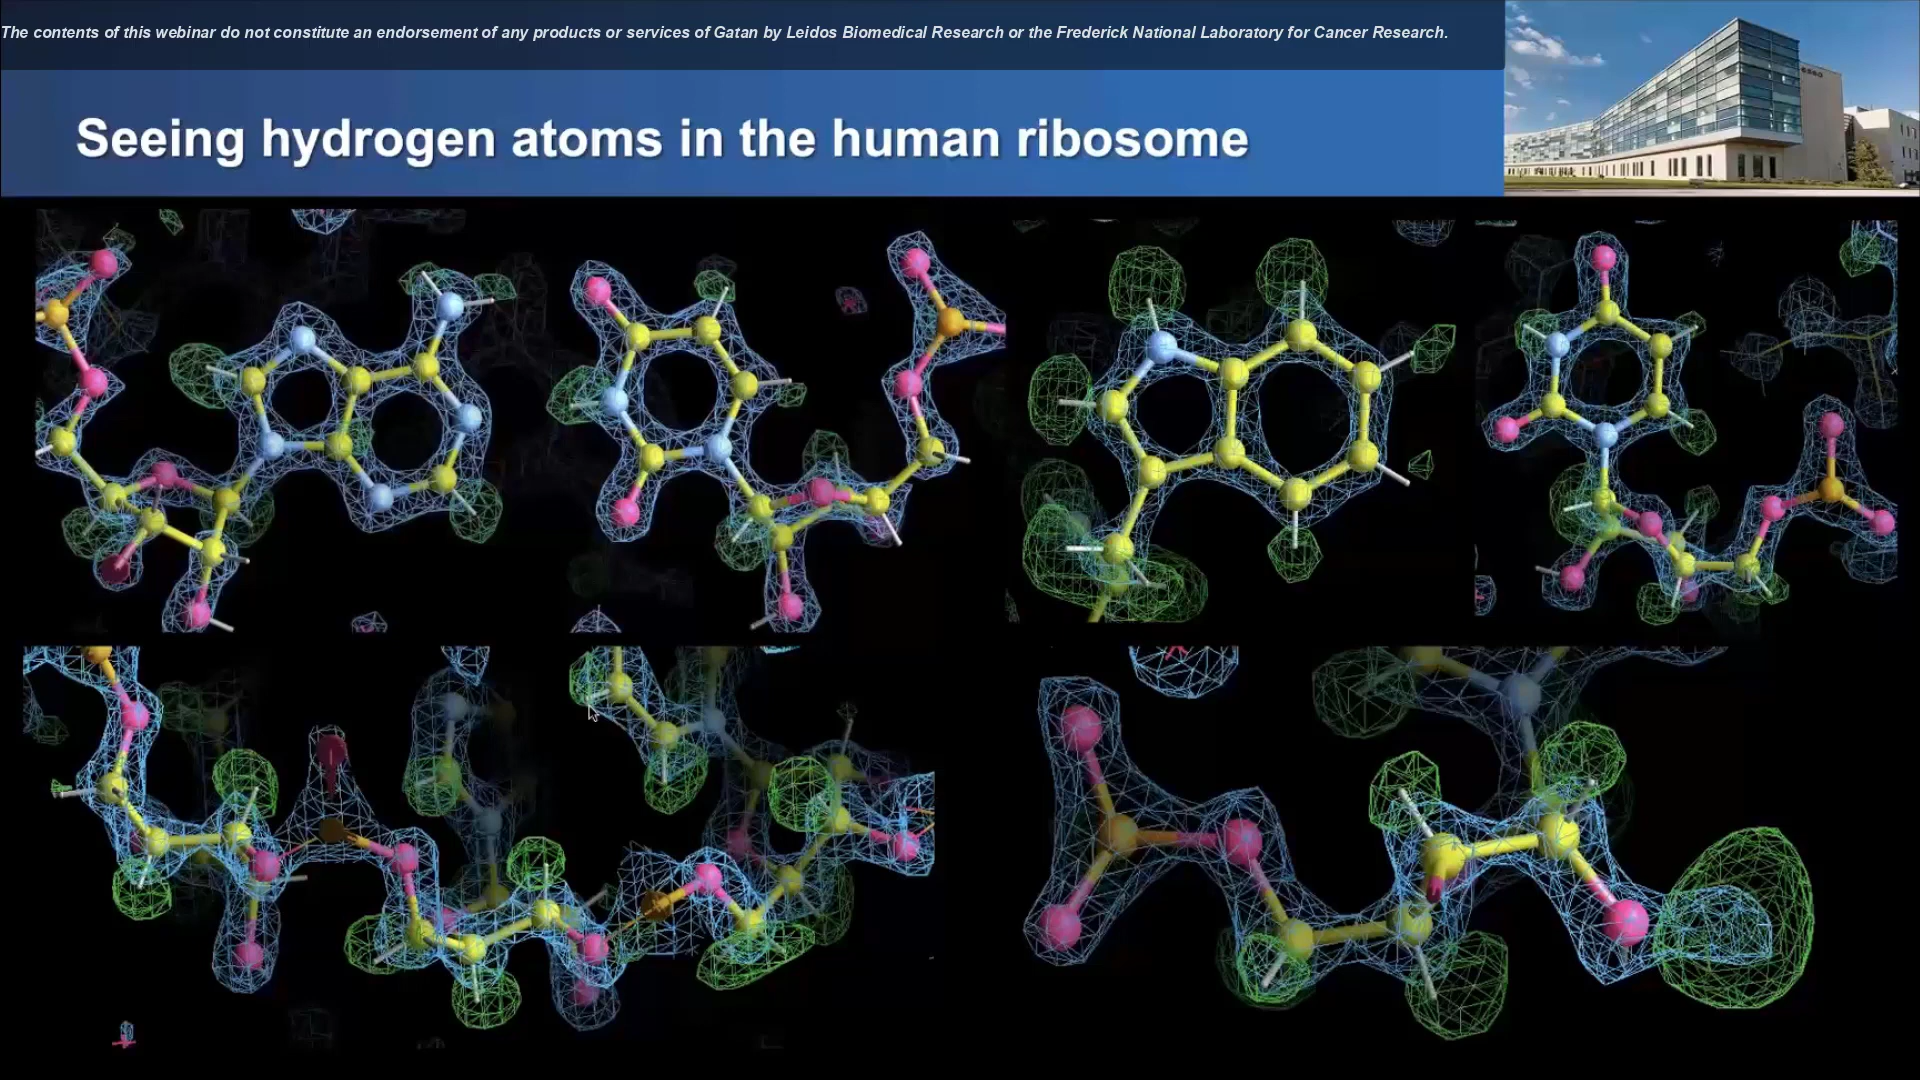 The contents of this webinar do not constitute an endorsement of any products or services of Gatan by Leidos Biomedical Research or the Frederick National Laboratory for Cancer Research.
Seeing hydrogen atoms in the human ribosome